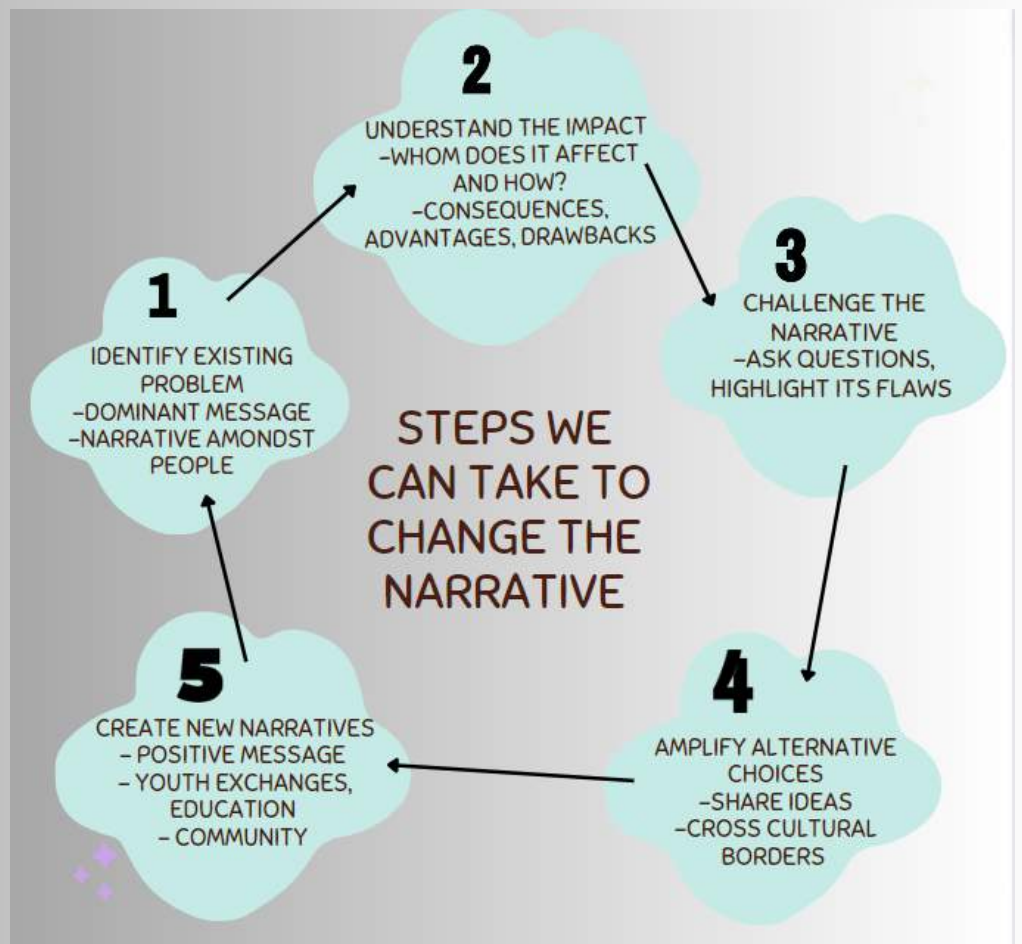 1
IDENTIFY EXISTING
PROBLEM
-DOMINANT MESSAGE
-NARRATIVE AMONDST
PEOPLE
2
UNDERSTAND THE IMPACT
-WHOM DOES IT AFFECT
AND HOW?
-CONSEQUENCES,
ADVANTAGES, DRAWBACKS
3
CHALLENGE THE
NARRATIVE
-ASK QUESTIONS,
HIGHLIGHT ITS FLAWS
STEPS WE
CAN TAKE TO
CHANGE THE
NARRATIVE
4
AMPLIFY ALTERNATIVE
CHOICES
-SHARE IDEAS
-CROSS CULTURAL
BORDERS
5
CREATE NEW NARRATIVES
- POSITIVE MESSAGE
- YOUTH EXCHANGES,
EDUCATION
- COMMUNITY